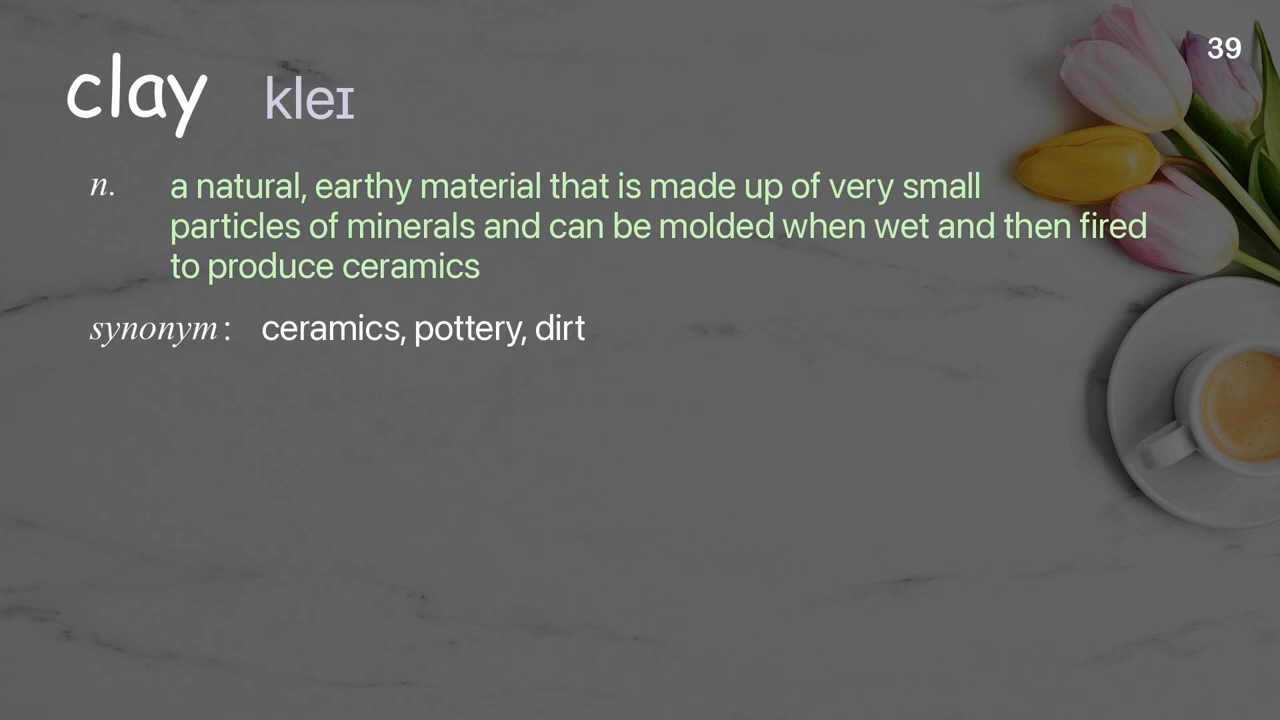 39
clay kleɪ
n. a natural, earthy material that is made up of very small
particles of minerals and can be molded when wet and then fired
to produce ceramics
synonym: ceramics, pottery, dirt